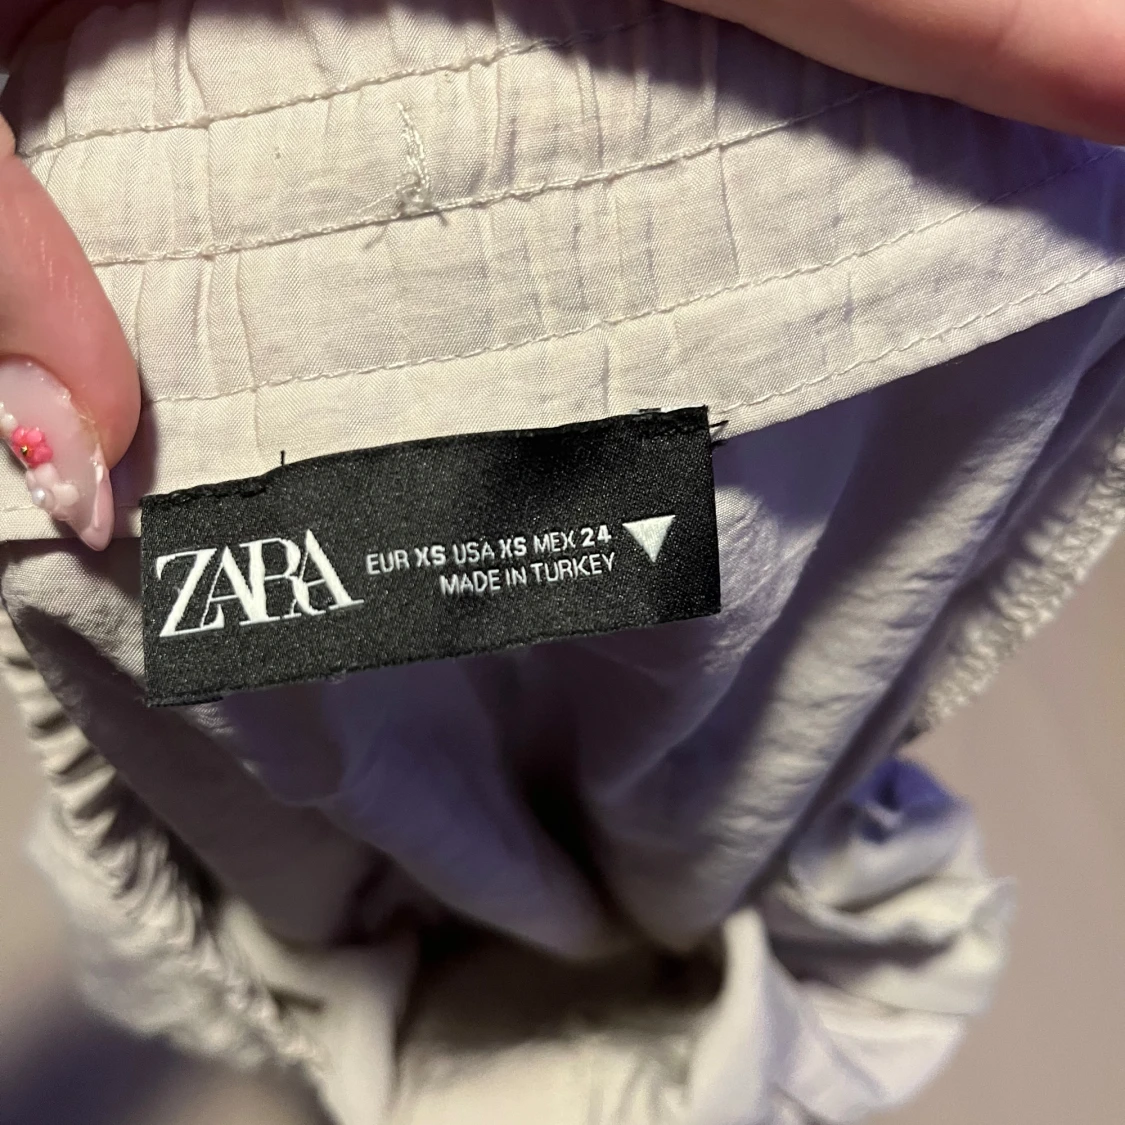 ZARA
EUR XS USA XS MEX 24
MADE IN TURKEY